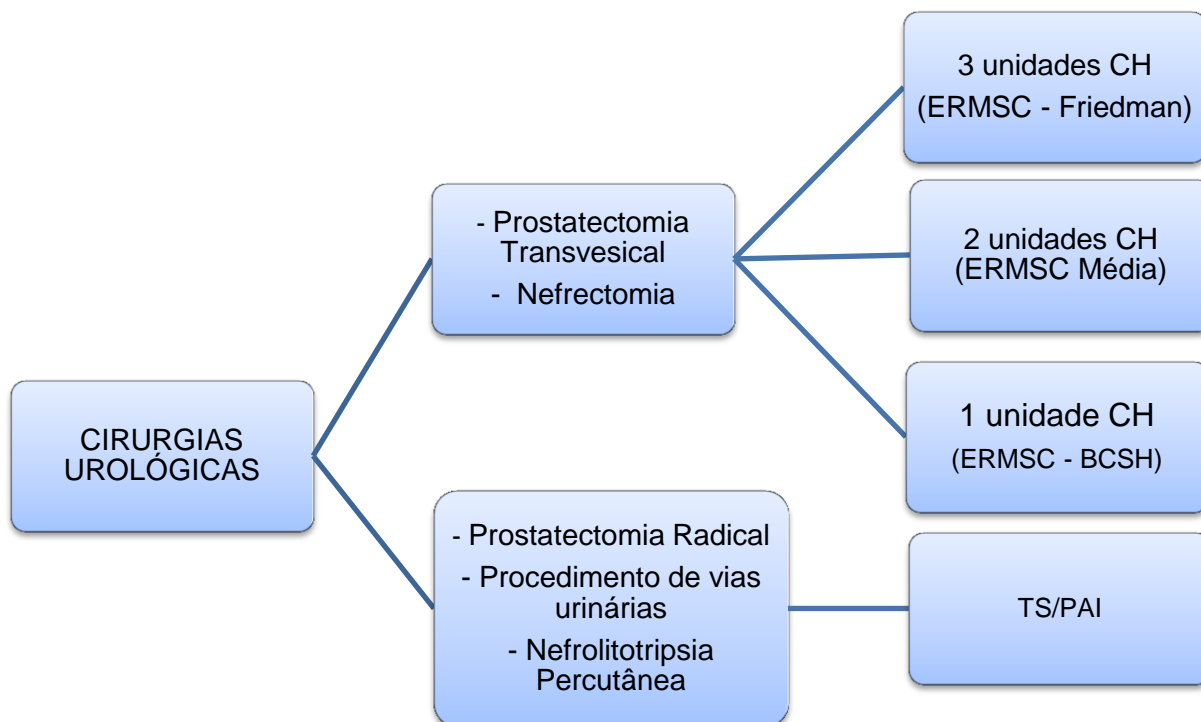 CIRURGIAS
UROLÓGICAS
- Prostatectomia
Transvesical
- Nefrectomia
3 unidades CH
(ERMSC - Friedman)
2 unidades CH
(ERMSC Média)
1 unidade CH
(ERMSC - BCSH)
- Prostatectomia Radical
- Procedimento de vias
urinárias
- Nefrolitotripsia
Percutânea
TS/PAI